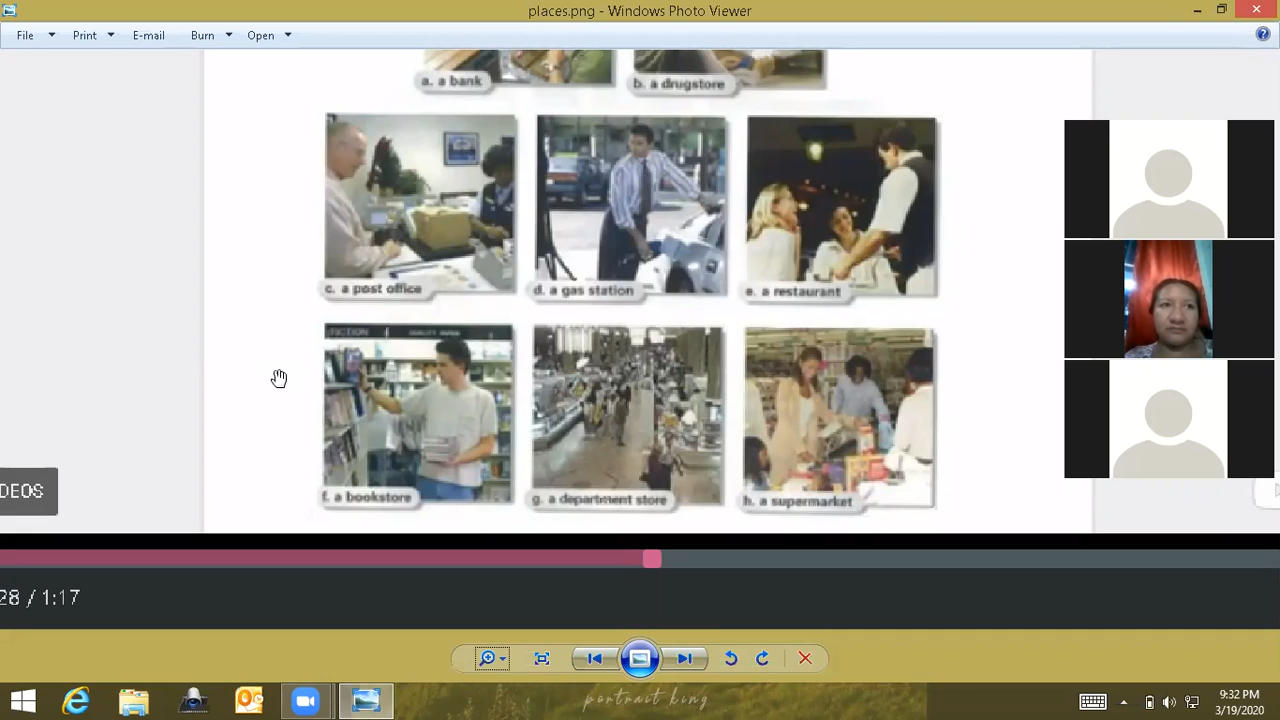 places.png - Windows Photo Viewer
File Print E-mail Burn Open
a. a bank
b. a drugstore
c. a post office
d. a gas station
e. a restaurant
FICTION
f. a bookstore
g. a department store
h. a supermarket
DEOS
28 / 1:17
portrait king
9:32 PM
3/19/2020